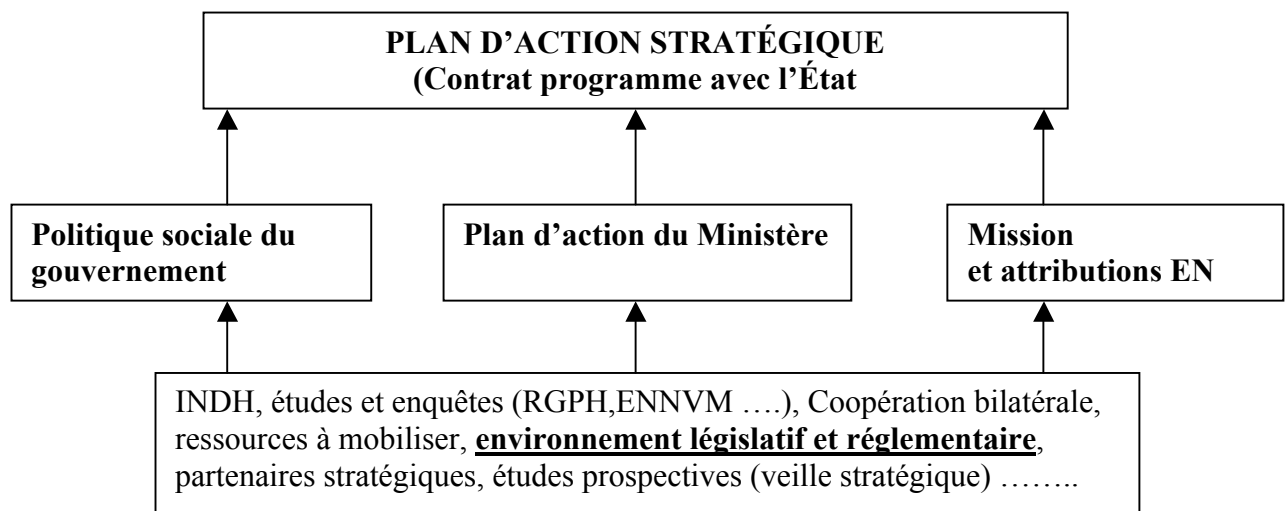 PLAN D’ACTION STRATÉGIQUE
(Contrat programme avec l’État
Politique sociale du
gouvernement
Plan d’action du Ministère
Mission
et attributions EN
INDH, études et enquêtes (RGPH,ENNVM ….), Coopération bilatérale,
ressources à mobiliser, environnement législatif et réglementaire,
partenaires stratégiques, études prospectives (veille stratégique) ……..